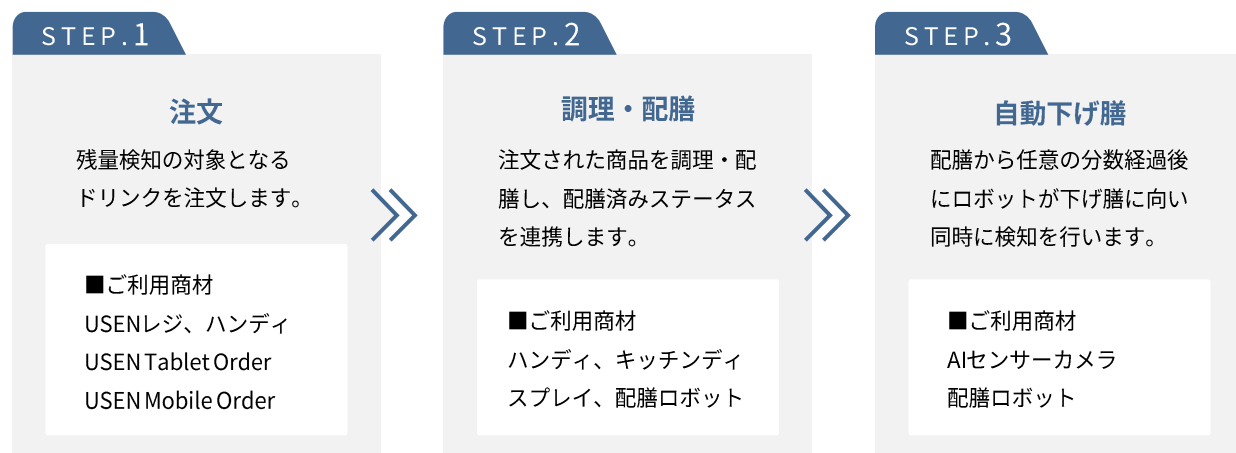 STEP.1
注文
残量検知の対象となる
ドリンクを注文します。
■ご利用商材
USENレジ、ハンディ
USEN Tablet Order
USEN Mobile Order
STEP.2
調理・配膳
注文された商品を調理・配
膳し、配膳済みステータス
を連携します。
■ご利用商材
ハンディ、キッチンディ
スプレイ、配膳ロボット
STEP.3
自動下げ膳
配膳から任意の分数経過後
にロボットが下げ膳に向い
同時に検知を行います。
■ご利用商材
AIセンサーカメラ
配膳ロボット